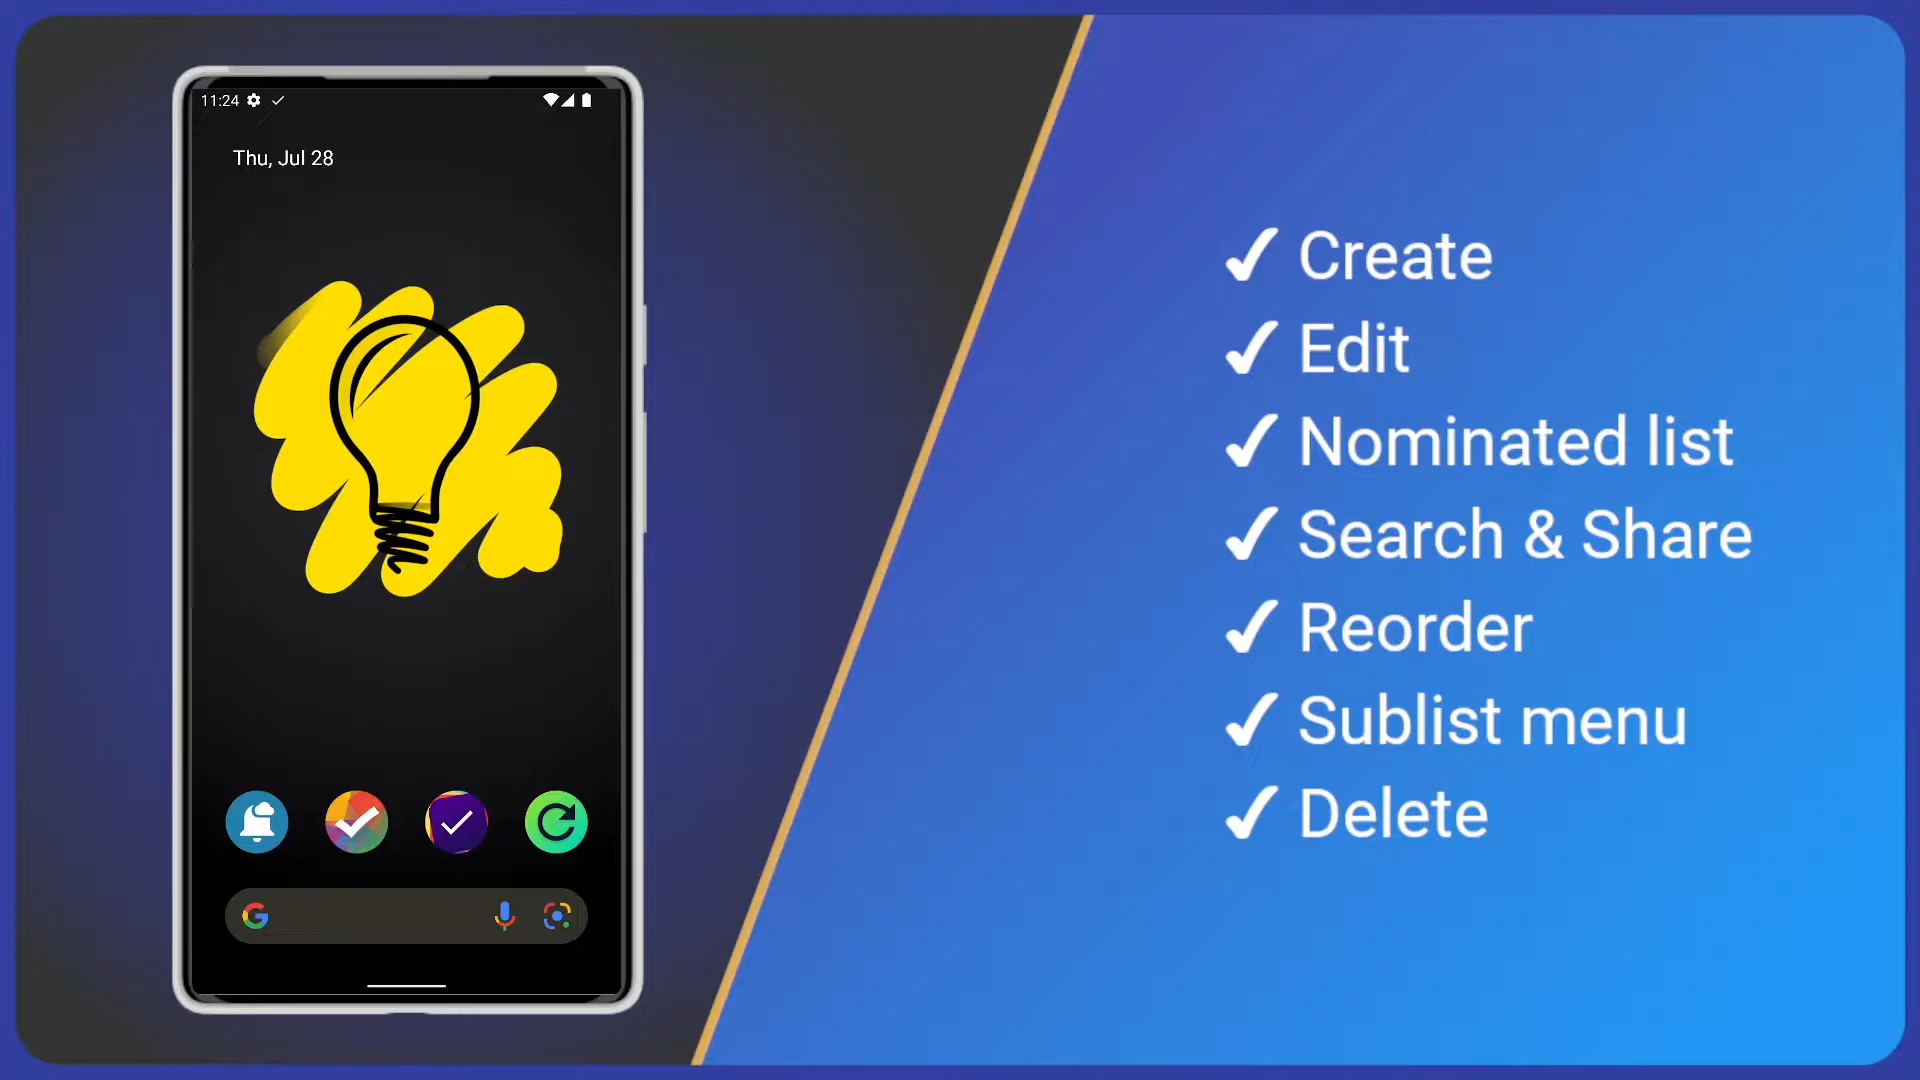 11:24
Thu, Jul 28
Create
Edit
Nominated list
Search & Share
Reorder
Sublist menu
Delete